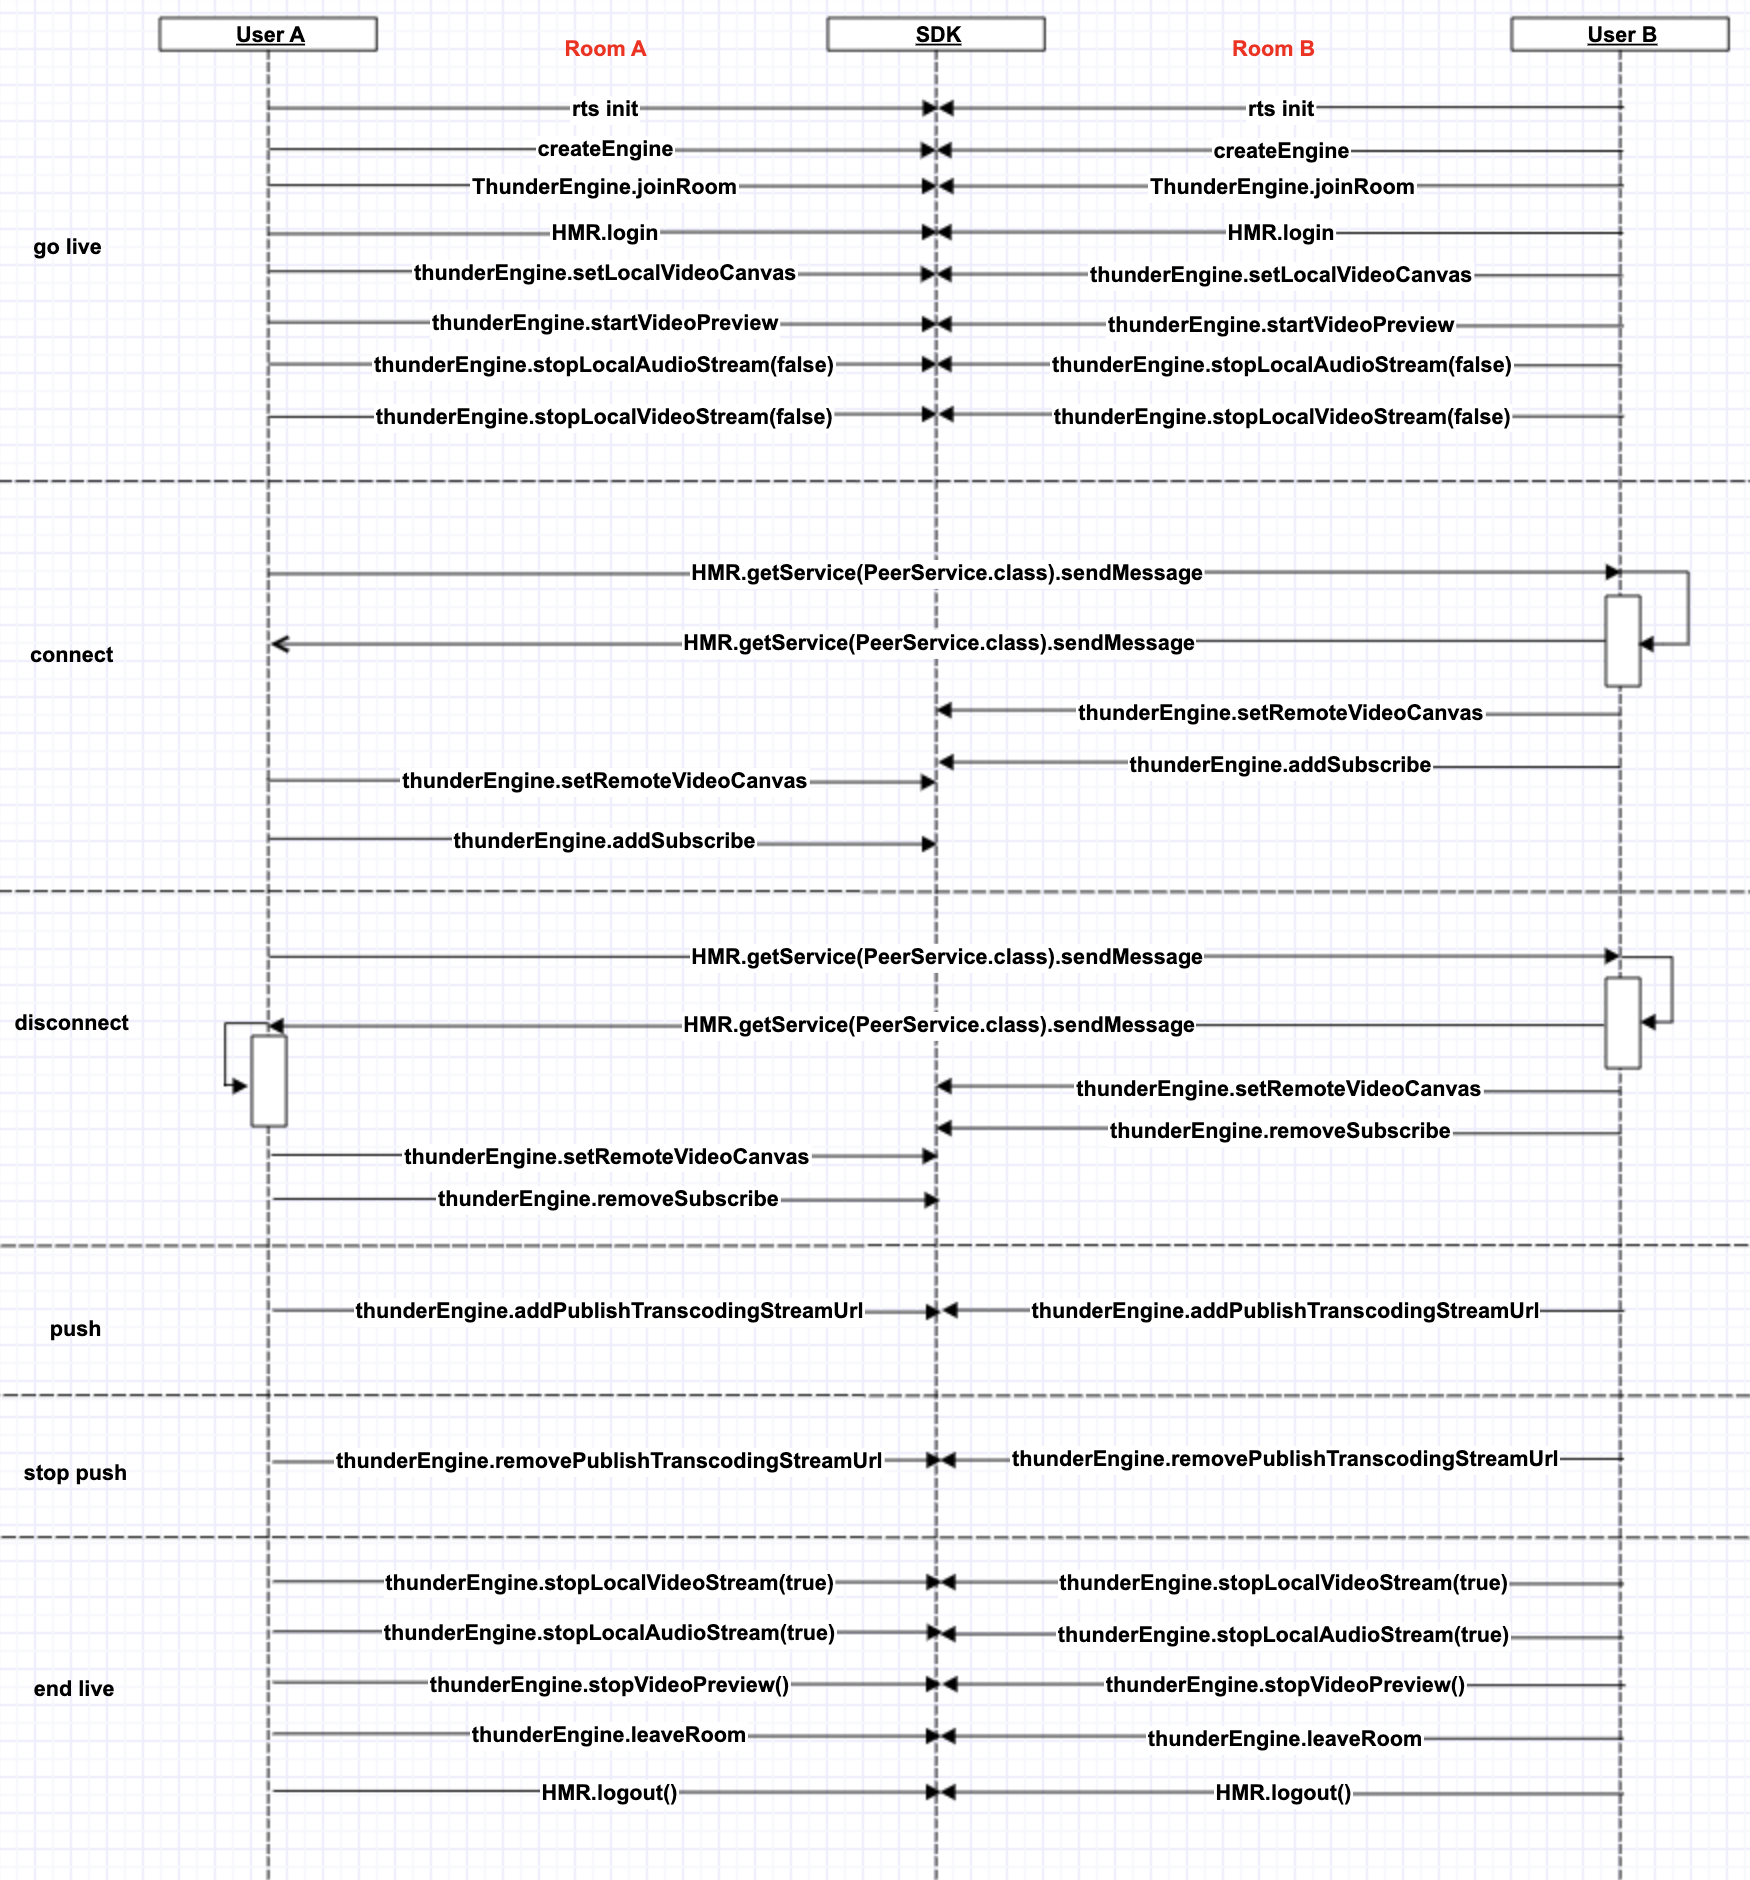 User A
SDK
User B
Room A
Room B
rts init
rts init
createEngine
createEngine
ThunderEngine.joinRoom
ThunderEngine.joinRoom
HMR.login
HMR.login
go live
thunderEngine.setLocalVideoCanvas
thunderEngine.setLocalVideoCanvas
thunderEngine.startVideoPreview
thunderEngine.startVideoPreview
thunderEngine.stopLocalAudioStream(false)
thunderEngine.stopLocalAudioStream(false)
thunderEngine.stopLocalVideoStream(false)
thunderEngine.stopLocalVideoStream(false)
HMR.getService(PeerService.class).sendMessage
HMR.getService(PeerService.class).sendMessage
connect
thunderEngine.setRemoteVideoCanvas
thunderEngine.addSubscribe
thunderEngine.setRemoteVideoCanvas
thunderEngine.addSubscribe
HMR.getService(PeerService.class).sendMessage
disconnect
HMR.getService(PeerService.class).sendMessage
thunderEngine.setRemoteVideoCanvas
thunderEngine.removeSubscribe
thunderEngine.setRemoteVideoCanvas
thunderEngine.removeSubscribe
thunderEngine.addPublishTranscodingStreamUrl
thunderEngine.addPublishTranscodingStreamUrl
push
thunderEngine.removePublishTranscodingStreamUrl
thunderEngine.removePublishTranscodingStreamUrl
stop push
thunderEngine.stopLocalVideoStream(true)
thunderEngine.stopLocalVideoStream(true)
thunderEngine.stopLocalAudioStream(true)
thunderEngine.stopLocalAudioStream(true)
end live
thunderEngine.stopVideoPreview()
thunderEngine.stopVideoPreview()
thunderEngine.leaveRoom
thunderEngine.leaveRoom
HMR.logout()
HMR.logout()